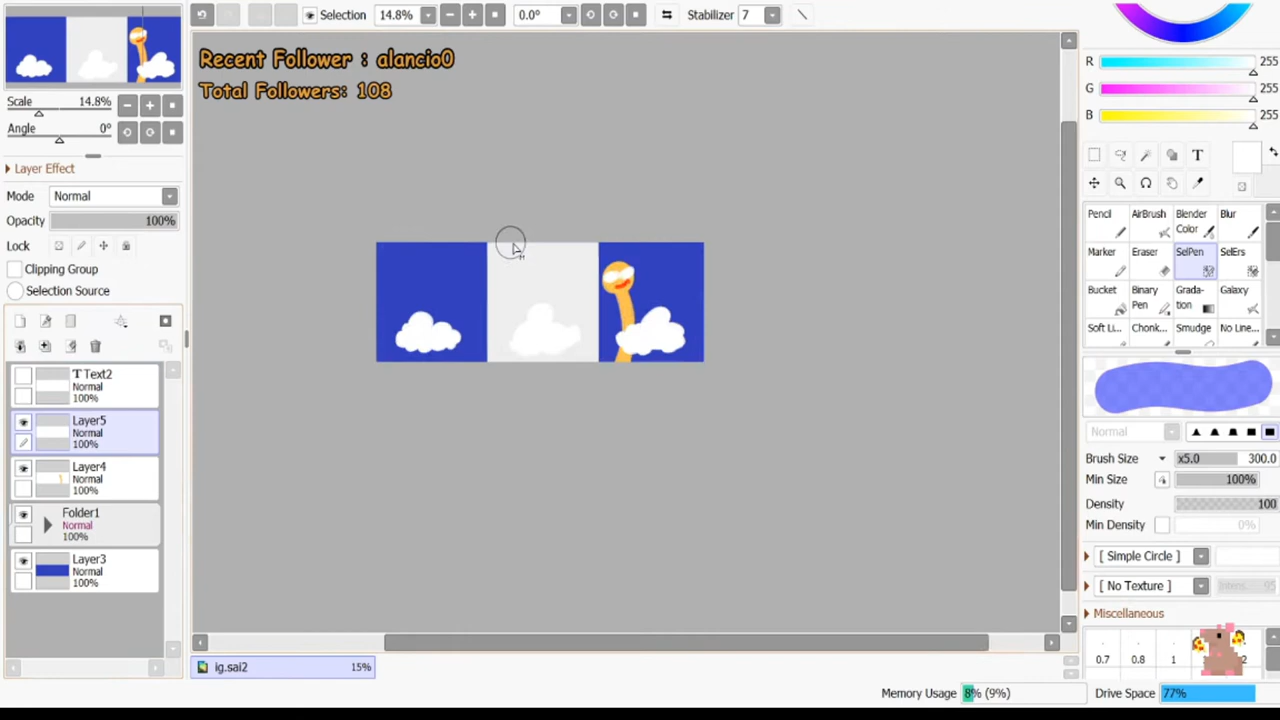 Selection 14.8% 0.0° Stabilizer 7
Recent Follower : alancio0
Total Followers: 108
Scale 14.8%
Angle 0°
Layer Effect
Mode Normal
Opacity 100%
Lock
Clipping Group
Selection Source
Text2
Normal
100%
Layer5
Normal
100%
Layer4
Normal
100%
Folder1
Normal
100%
Layer3
Normal
100%
ig.sai2 15%
R 255
G 255
B 255
T
Pencil AirBrush Blender Color Blur
Marker Eraser SelPen SelErs
Bucket Binary Pen Grada-tion Galaxy
Soft Li... Chonk... Smudge No Line...
Normal
Brush Size x5.0 300.0
Min Size 100%
Density 100
Min Density 0%
[ Simple Circle ]
[ No Texture ] Intens. 95
Miscellaneous
0.7 0.8 1 2
Memory Usage 8% (9%) Drive Space 77%